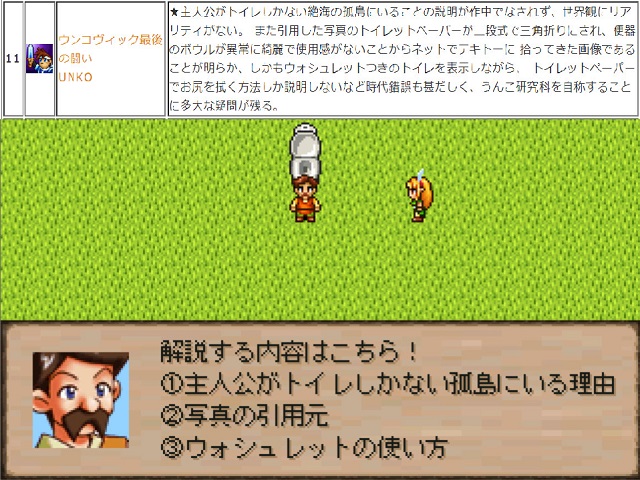 11
ウンコヴィック最後
の闘い
UNKO
★主人公がトイレしかない絶海の孤島にいることの説明が作中でなされず、世界観にリア
リティがない。 また引用した写真のトイレットペーパーが二段式で三角折りにされ、便器
のボウルが異常に綺麗で使用感がないことからネットでテキトーに 拾ってきた画像である
ことが明らか、しかもウォシュレットつきのトイレを表示しながら、 トイレットペーパー
でお尻を拭く方法しか説明しないなど時代錯誤も甚だしく、うんこ研究科を自称すること
に多大な疑問が残る。
解説する内容はこちら！
①主人公がトイレしかない孤島にいる理由
②写真の引用元
③ウォシュレットの使い方